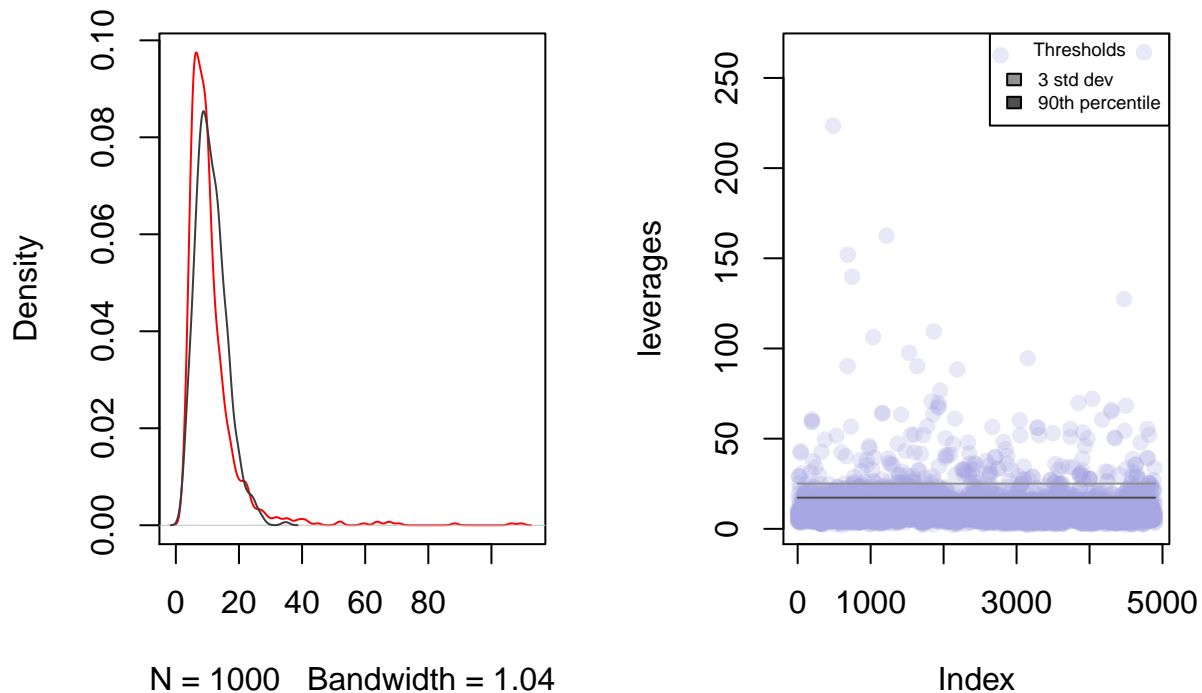 Density
0.00 0.02 0.04 0.06 0.08 0.10
0 20 40 60 80
N = 1000 Bandwidth = 1.04
leverages
0 50 100 150 200 250
Thresholds
3 std dev
90th percentile
0 1000 3000 5000
Index